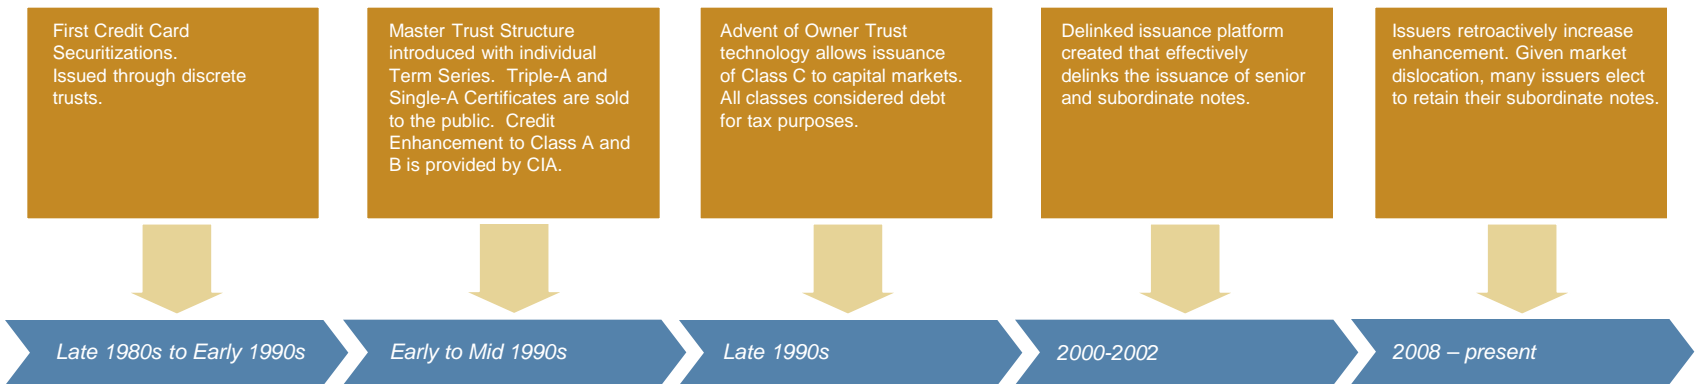 First Credit Card
Securitizations.
Issued through discrete
trusts.
Master Trust Structure
introduced with individual
Term Series. Triple-A and
Single-A Certificates are sold
to the public. Credit
Enhancement to Class A and
B is provided by CIA.
Advent of Owner Trust
technology allows issuance
of Class C to capital markets.
All classes considered debt
for tax purposes.
Delinked issuance platform
created that effectively
delinks the issuance of senior
and subordinate notes.
Issuers retroactively increase
enhancement. Given market
dislocation, many issuers elect
to retain their subordinate notes.
Late 1980s to Early 1990s
Early to Mid 1990s
Late 1990s
2000-2002
2008 – present